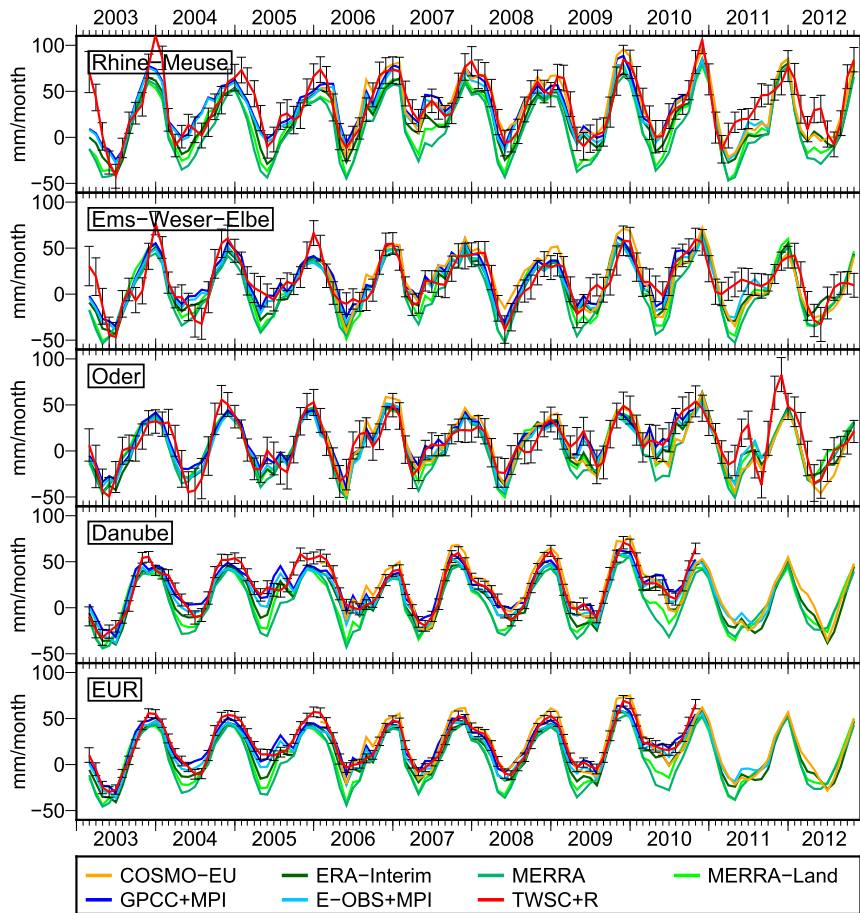 2003 2004 2005 2006 2007 2008 2009 2010 2011 2012
Rhine−Meuse
mm/month
100
50
0
−50
Ems−Weser−Elbe
mm/month
100
50
0
−50
Oder
mm/month
100
50
0
−50
Danube
mm/month
100
50
0
−50
EUR
mm/month
100
50
0
−50
2003 2004 2005 2006 2007 2008 2009 2010 2011 2012
COSMO−EU ERA−Interim MERRA MERRA−Land
GPCC+MPI E−OBS+MPI TWSC+R